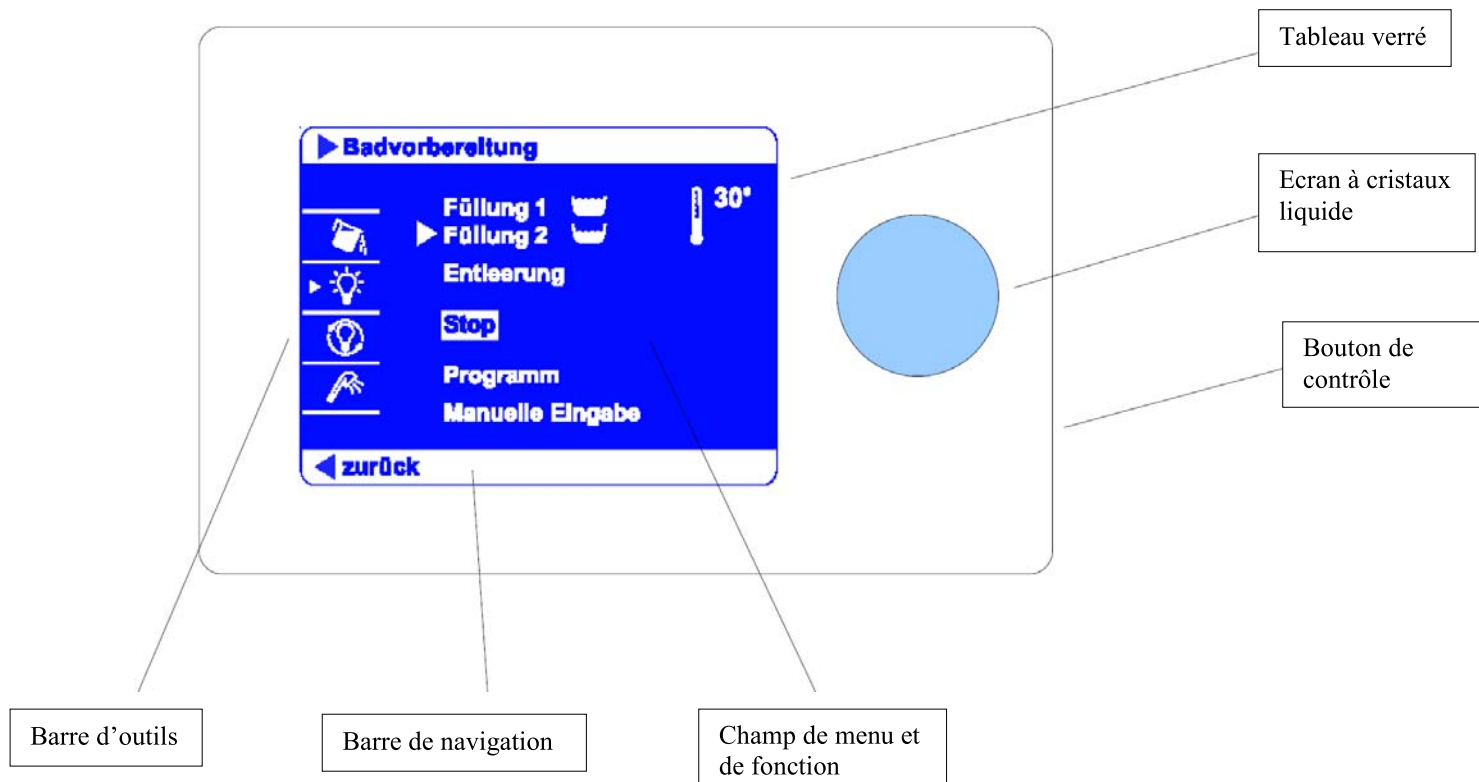 Tableau verré
Ecran à cristaux
liquide
Bouton de
contrôle
Badvorbereitung
Füllung 1
30°
Füllung 2
Entleerung
Stop
Programm
Manuelle Eingabe
zurück
Barre d’outils
Barre de navigation
Champ de menu et
de fonction